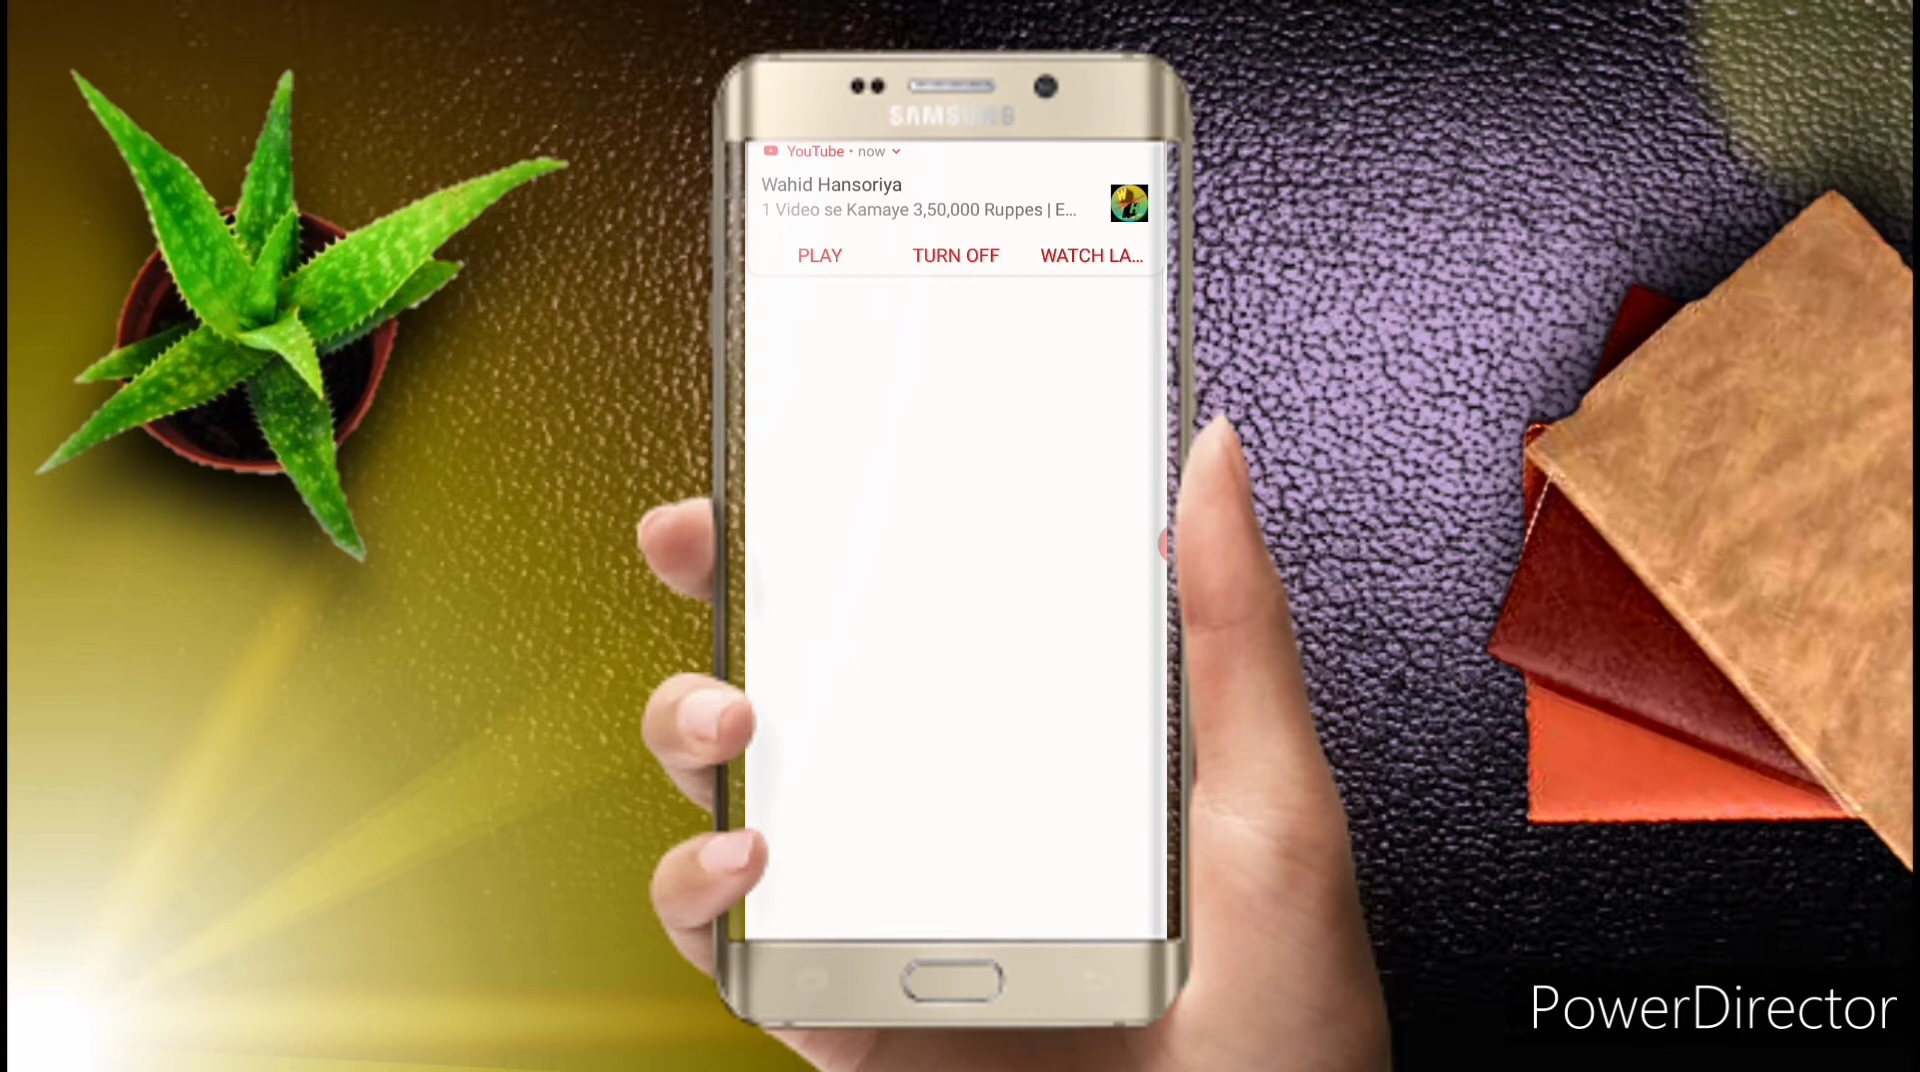 SAMSUNG
YouTube • now
Wahid Hansoriya
1 Video se Kamaye 3,50,000 Ruppes | E...
PLAY TURN OFF WATCH LA...
PowerDirector